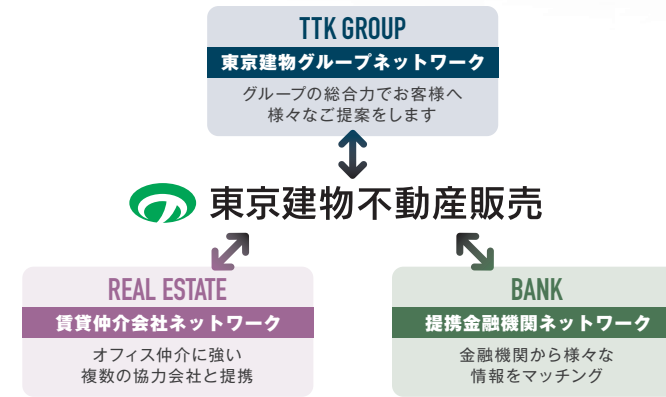 TTK GROUP
東京建物グループネットワーク
グループの総合力でお客様へ
様々なご提案をします
東京建物不動産販売
REAL ESTATE
賃貸仲介会社ネットワーク
オフィス仲介に強い
複数の協力会社と提携
BANK
提携金融機関ネットワーク
金融機関から様々な
情報をマッチング